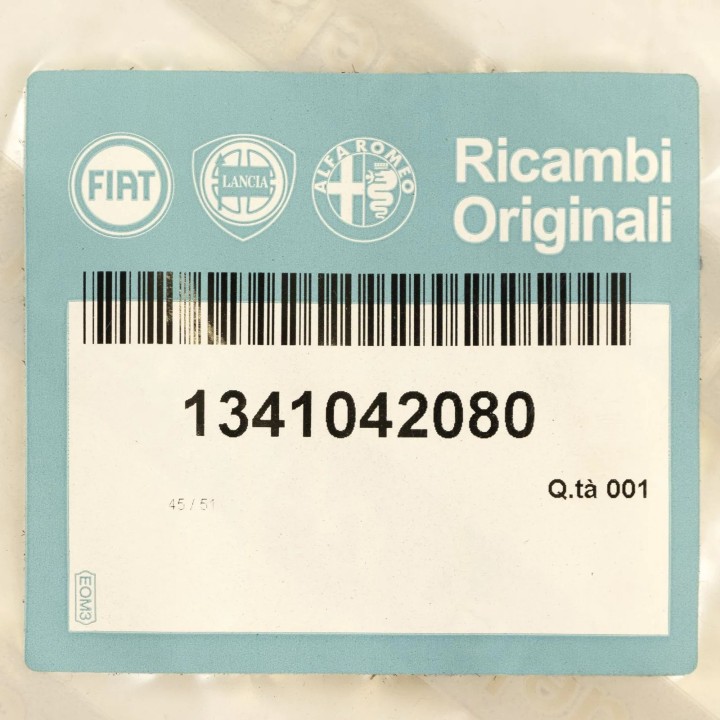 FIAT
LANCIA
ALFA ROMEO
Ricambi
Originali
1341042080
Q.tà 001
45 / 51
EOM3